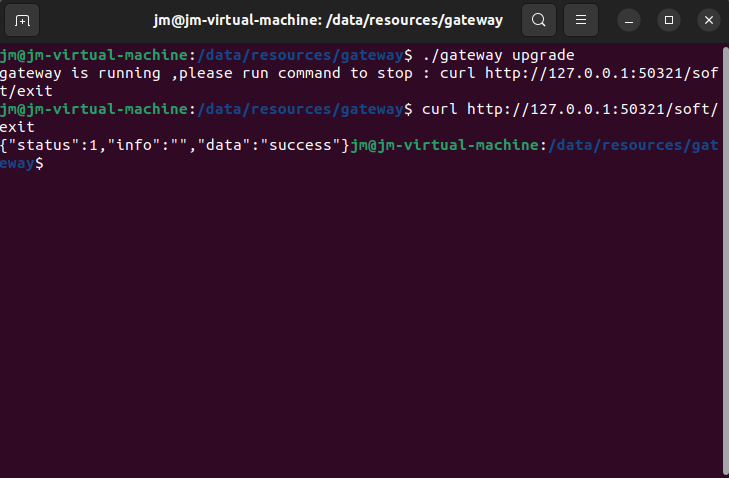 jm@jm-virtual-machine: /data/resources/gateway
jm@jm-virtual-machine:/data/resources/gateway$ ./gateway upgrade
gateway is running ,please run command to stop : curl http://127.0.0.1:50321/sof
t/exit
jm@jm-virtual-machine:/data/resources/gateway$ curl http://127.0.0.1:50321/soft/
exit
{"status":1,"info":"","data":"success"}jm@jm-virtual-machine:/data/resources/gat
eway$